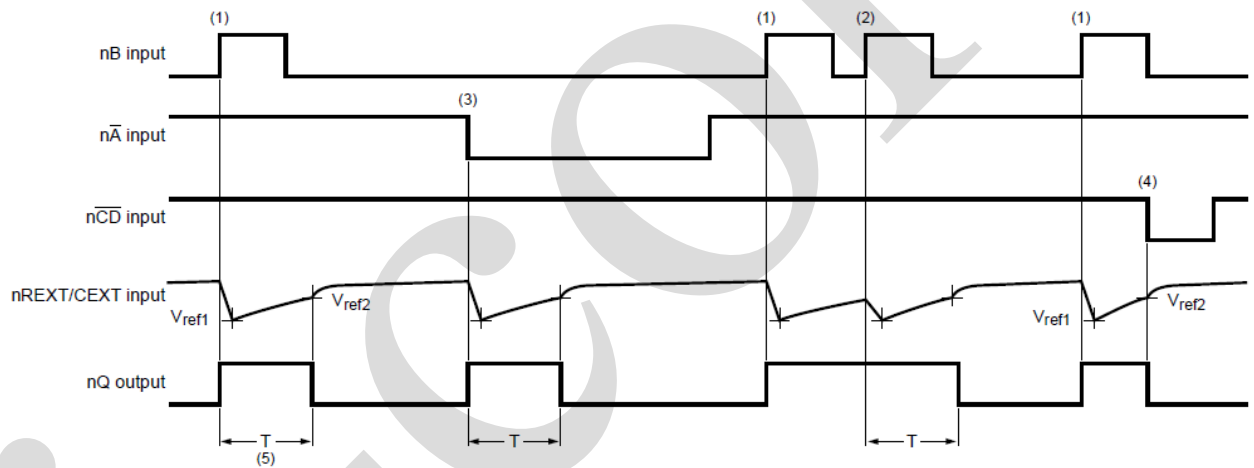 (1) (1) (2) (1)
nB input
(3)
nA̅ input
(4)
nC̅D̅ input
nREXT/CEXT input
Vref1 Vref2 Vref1 Vref2
nQ output
T T T
(5)